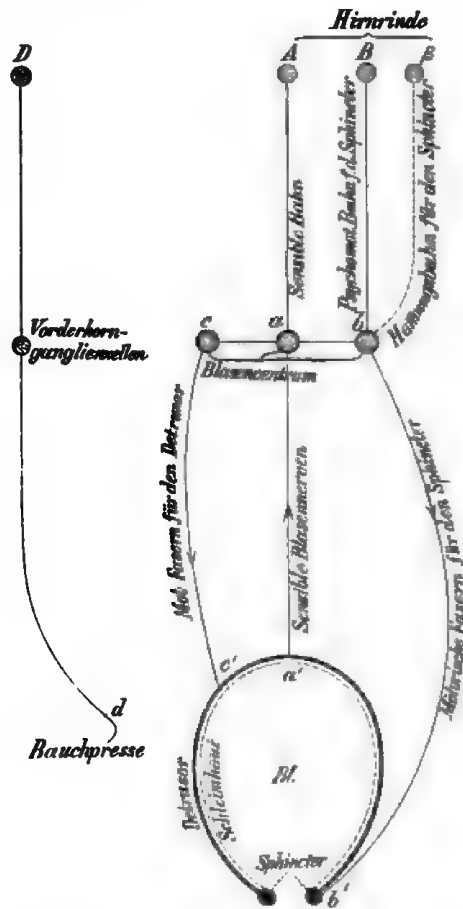 Hirnrinde
D
A
B
Sensible Bahn
Psychomot. Bahn f. d. Sphincter
Hemmungsbahn für den Sphincter
Vorderhorn-
ganglienzellen
c
a
b
Blasencentrum
Mot. Fasern für den Detrusor
Sensible Blasennerven
Motorische Fasern für den Sphincter
c'
a'
d
Bauchpresse
Detrusor
Schleimhaut
Bl.
Sphincter
b'